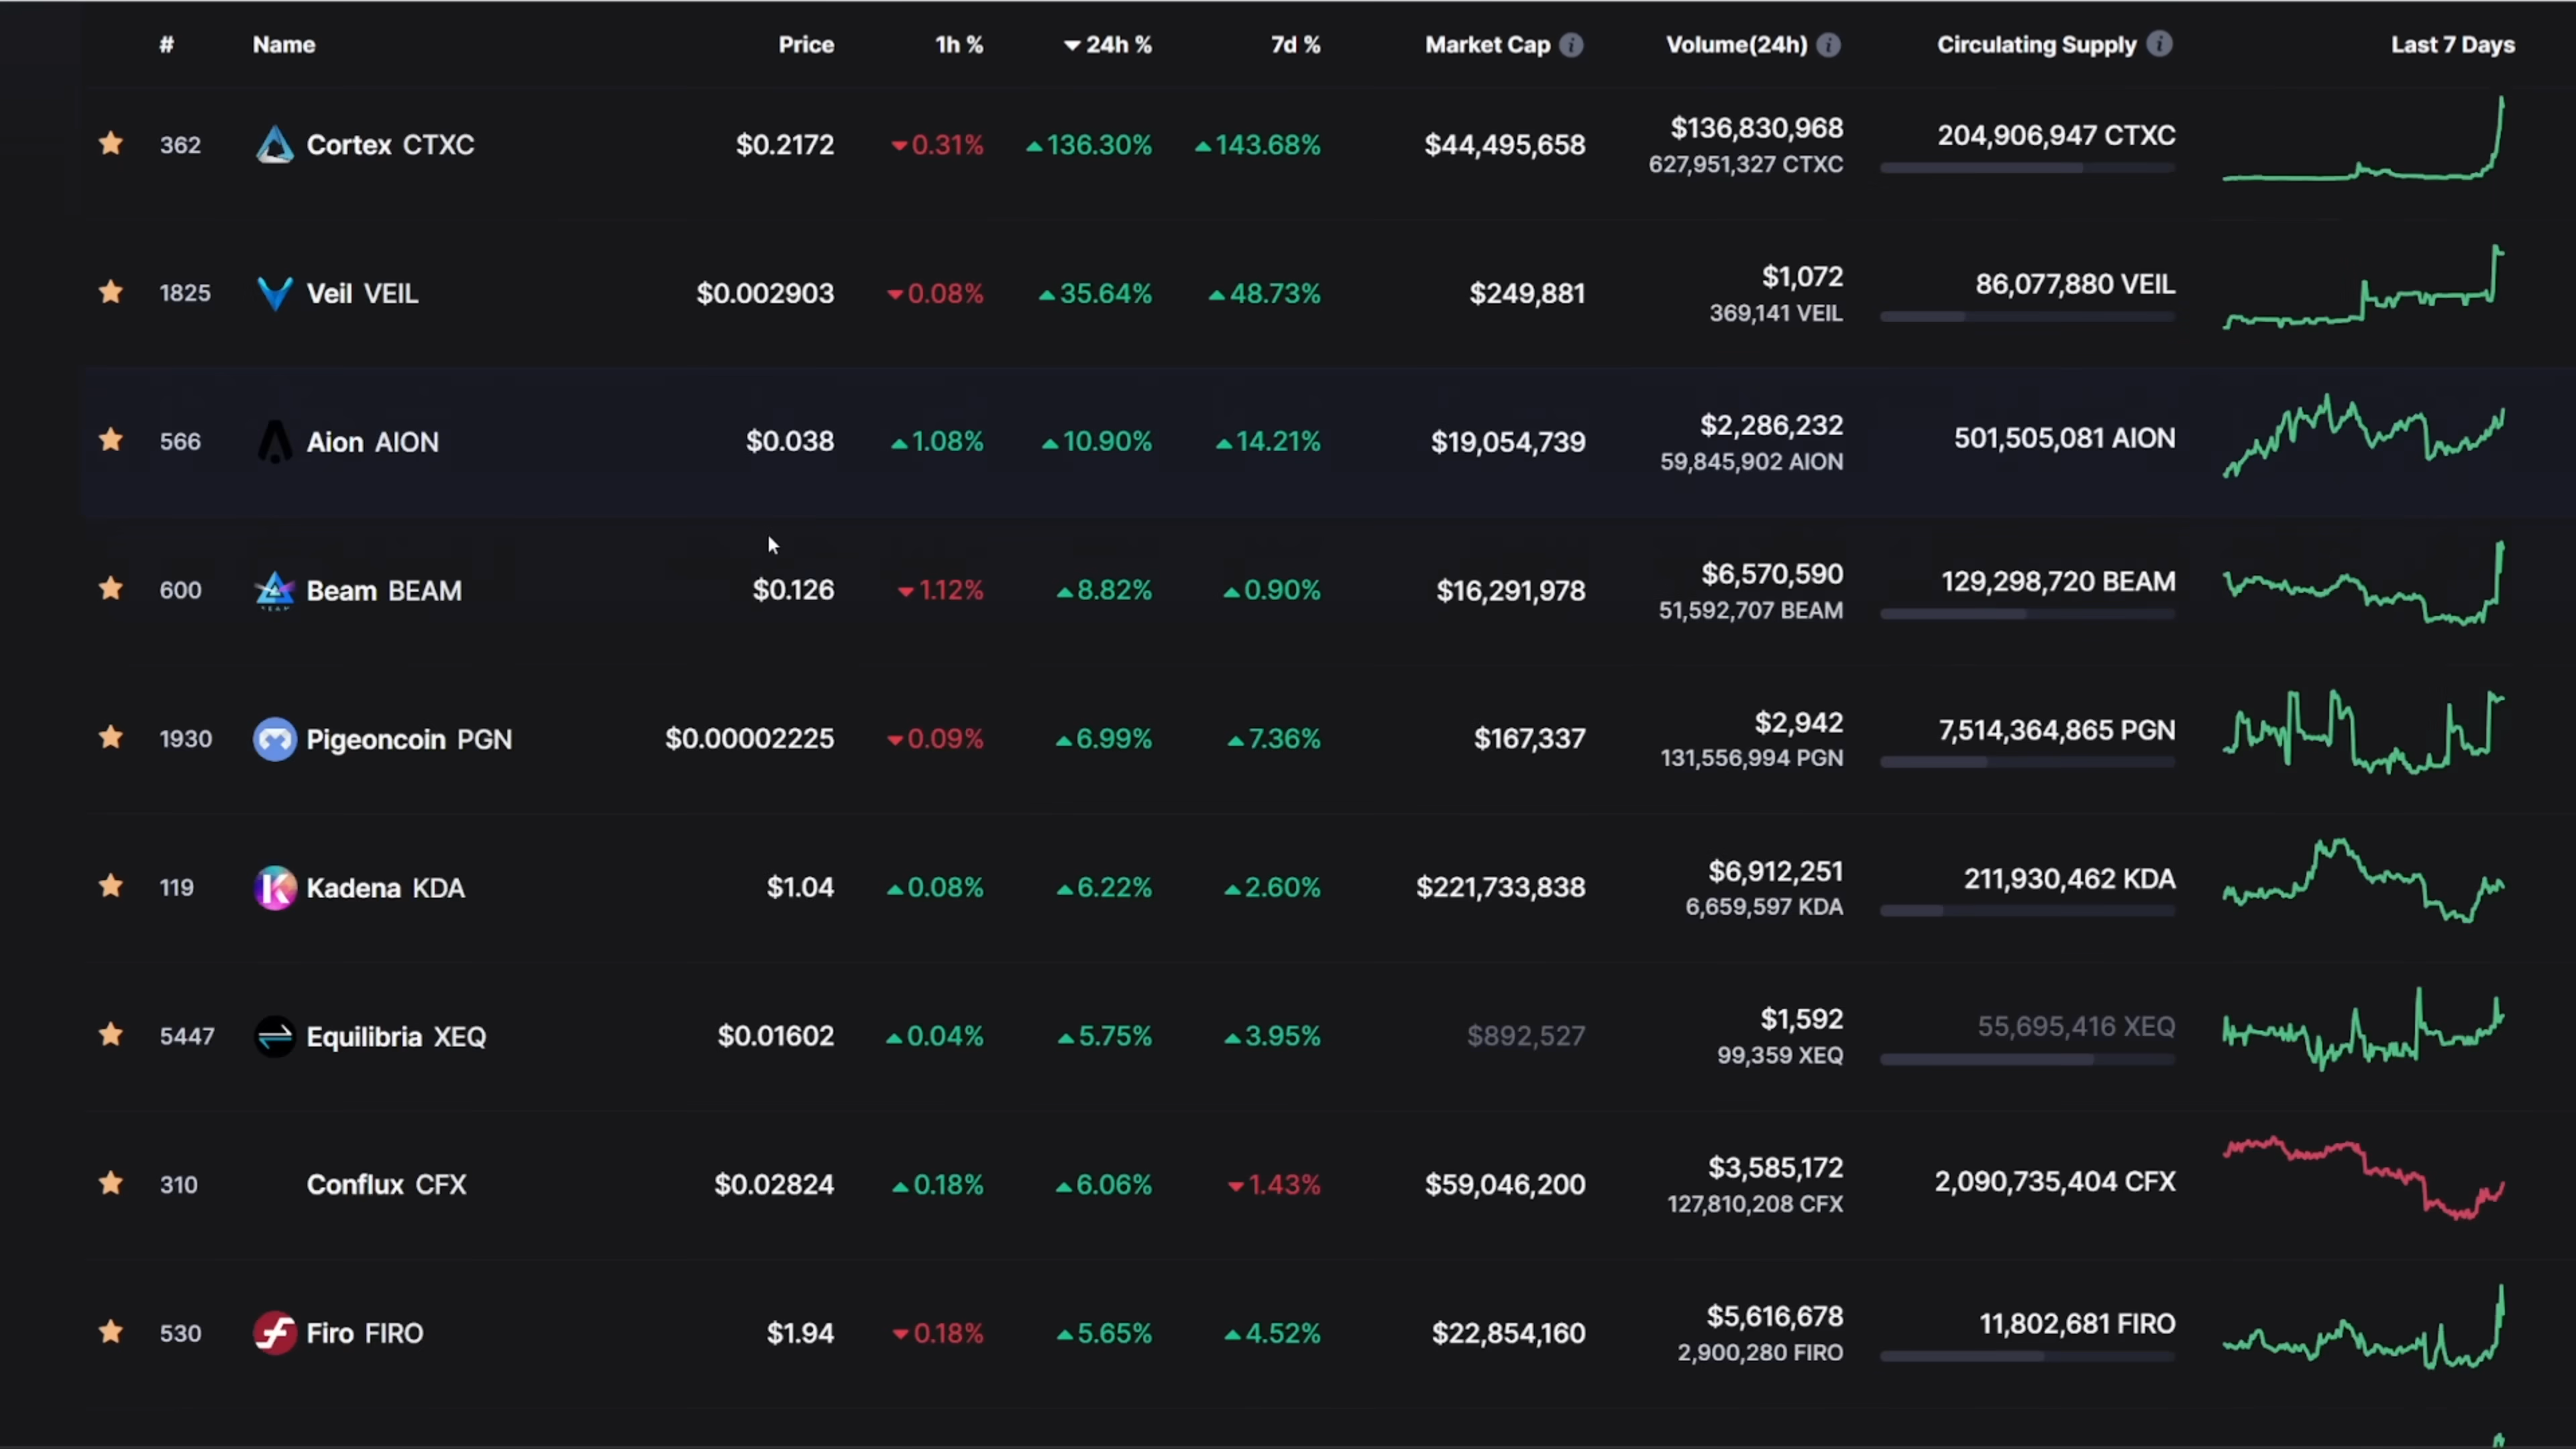 # Name Price 1h % 24h % 7d % Market Cap i Volume(24h) i Circulating Supply i Last 7 Days
362 Cortex CTXC $0.2172 0.31% 136.30% 143.68% $44,495,658 $136,830,968 204,906,947 CTXC
627,951,327 CTXC
1825 Veil VEIL $0.002903 0.08% 35.64% 48.73% $249,881 $1,072 86,077,880 VEIL
369,141 VEIL
566 Aion AION $0.038 1.08% 10.90% 14.21% $19,054,739 $2,286,232 501,505,081 AION
59,845,902 AION
600 Beam BEAM $0.126 1.12% 8.82% 0.90% $16,291,978 $6,570,590 129,298,720 BEAM
51,592,707 BEAM
1930 Pigeoncoin PGN $0.00002225 0.09% 6.99% 7.36% $167,337 $2,942 7,514,364,865 PGN
131,556,994 PGN
119 Kadena KDA $1.04 0.08% 6.22% 2.60% $221,733,838 $6,912,251 211,930,462 KDA
6,659,597 KDA
5447 Equilibria XEQ $0.01602 0.04% 5.75% 3.95% $892,527 $1,592 55,695,416 XEQ
99,359 XEQ
310 Conflux CFX $0.02824 0.18% 6.06% 1.43% $59,046,200 $3,585,172 2,090,735,404 CFX
127,810,208 CFX
530 Firo FIRO $1.94 0.18% 5.65% 4.52% $22,854,160 $5,616,678 11,802,681 FIRO
2,900,280 FIRO